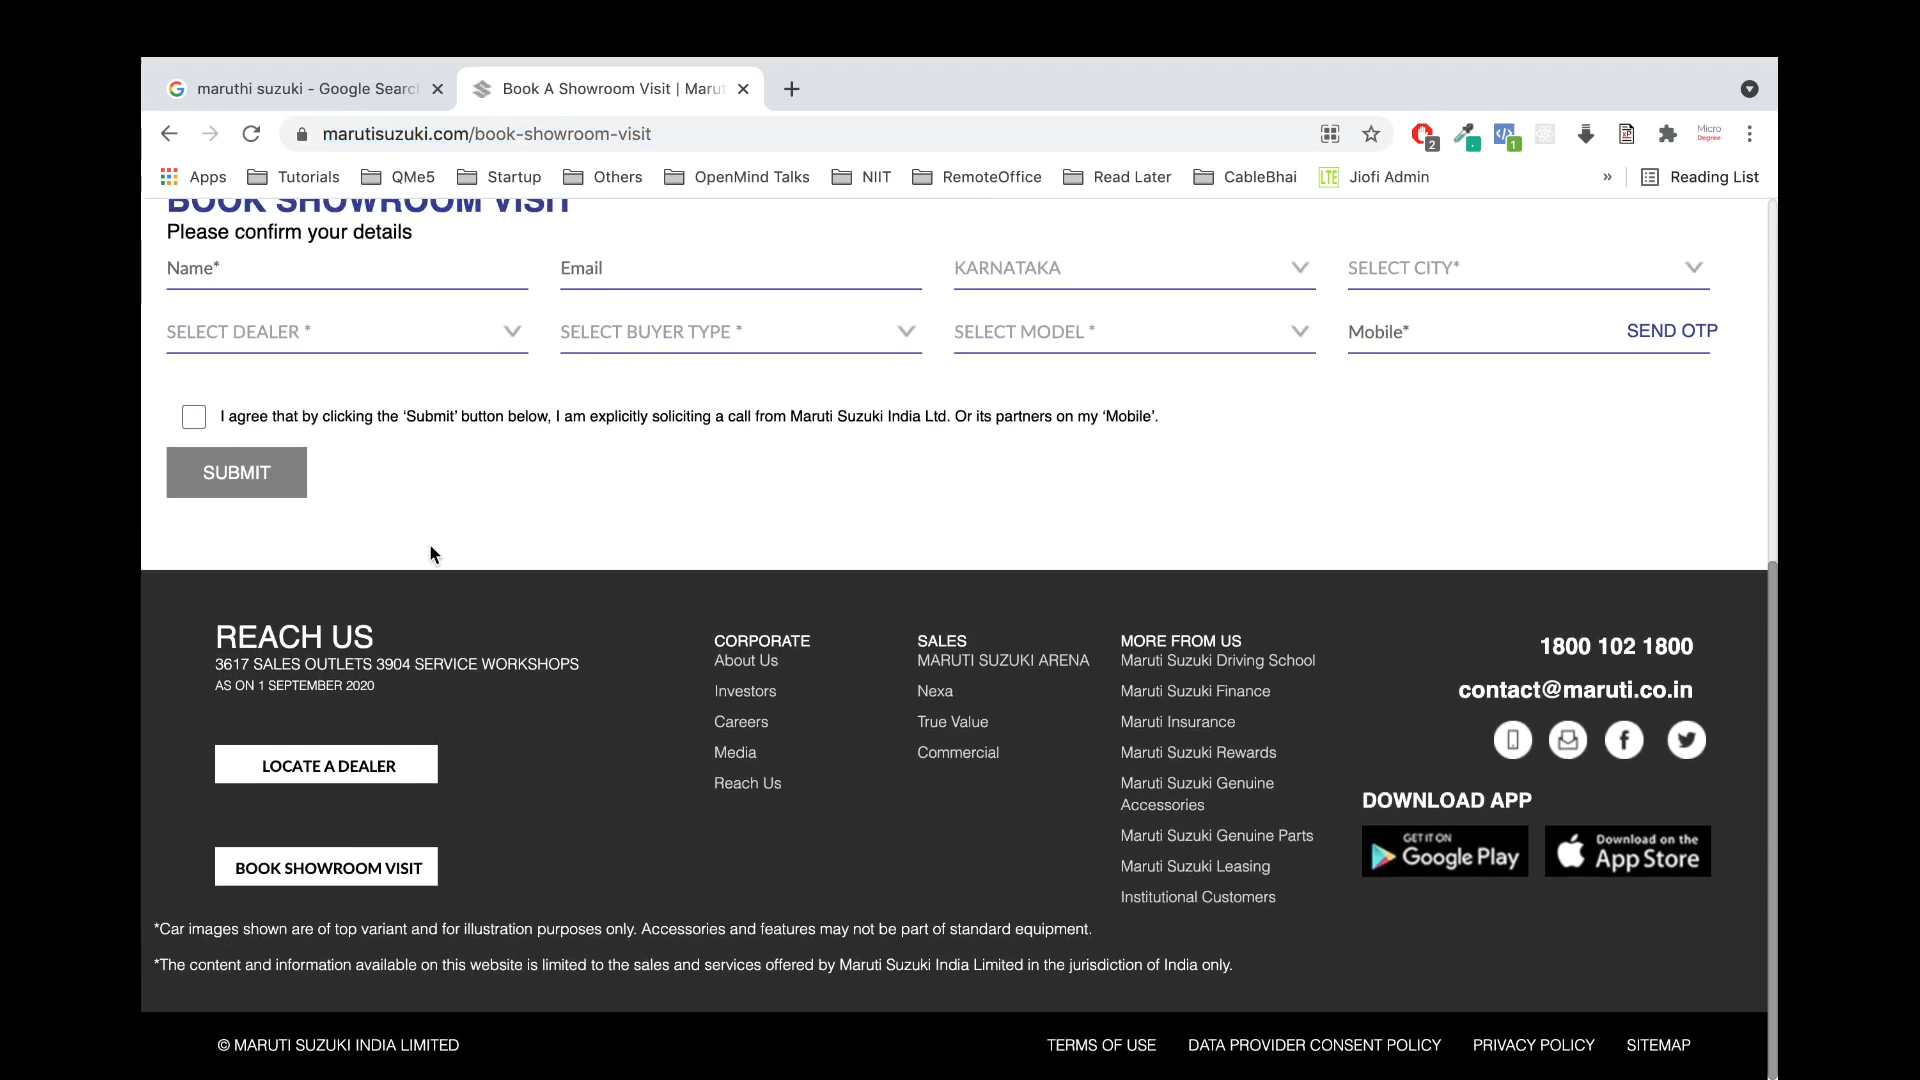 maruthi suzuki - Google Searc
Book A Showroom Visit | Marut
marutisuzuki.com/book-showroom-visit
2
1
Micro
Degree
Apps
Tutorials
QMe5
Startup
Others
OpenMind Talks
NIIT
RemoteOffice
Read Later
CableBhai
LTE
Jiofi Admin
»
Reading List
BOOK SHOWROOM VISIT
Please confirm your details
Name*
Email
KARNATAKA
SELECT CITY*
SELECT DEALER *
SELECT BUYER TYPE *
SELECT MODEL *
Mobile*
SEND OTP
I agree that by clicking the ‘Submit’ button below, I am explicitly soliciting a call from Maruti Suzuki India Ltd. Or its partners on my ‘Mobile’.
SUBMIT
REACH US
3617 SALES OUTLETS 3904 SERVICE WORKSHOPS
AS ON 1 SEPTEMBER 2020
LOCATE A DEALER
BOOK SHOWROOM VISIT
CORPORATE
About Us
Investors
Careers
Media
Reach Us
SALES
MARUTI SUZUKI ARENA
Nexa
True Value
Commercial
MORE FROM US
Maruti Suzuki Driving School
Maruti Suzuki Finance
Maruti Insurance
Maruti Suzuki Rewards
Maruti Suzuki Genuine
Accessories
Maruti Suzuki Genuine Parts
Maruti Suzuki Leasing
Institutional Customers
1800 102 1800
contact@maruti.co.in
DOWNLOAD APP
GET IT ON
Google Play
Download on the
App Store
*Car images shown are of top variant and for illustration purposes only. Accessories and features may not be part of standard equipment.
*The content and information available on this website is limited to the sales and services offered by Maruti Suzuki India Limited in the jurisdiction of India only.
© MARUTI SUZUKI INDIA LIMITED
TERMS OF USE
DATA PROVIDER CONSENT POLICY
PRIVACY POLICY
SITEMAP